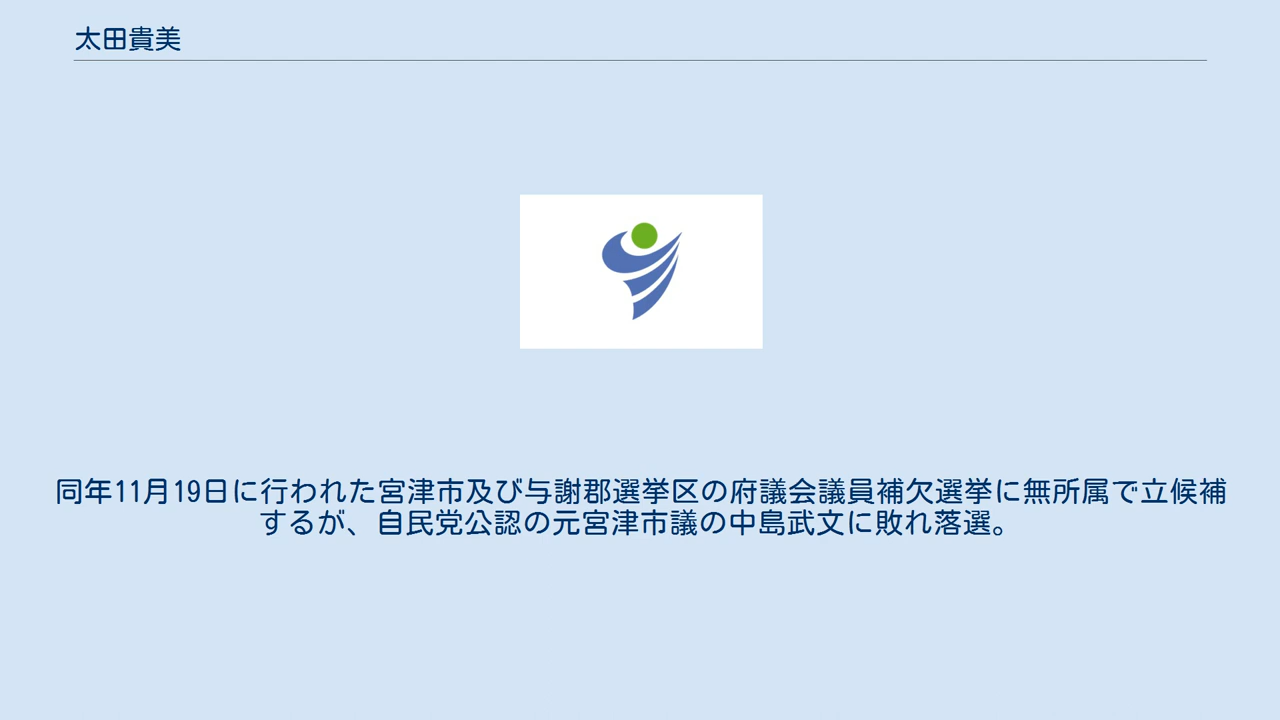 太田貴美
同年11月19日に行われた宮津市及び与謝郡選挙区の府議会議員補欠選挙に無所属で立候補
するが、自民党公認の元宮津市議の中島武文に敗れ落選。